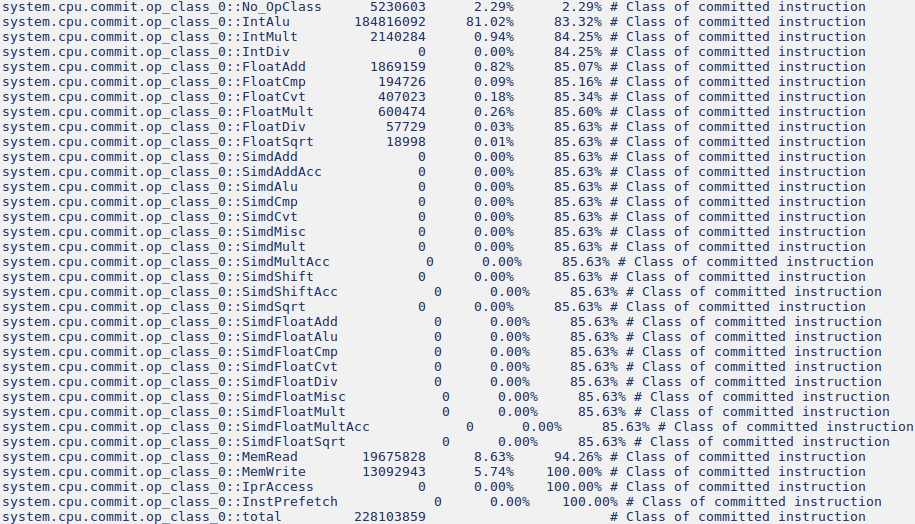 system.cpu.commit.op_class_0::No_OpClass 5230603 2.29% 2.29% # Class of committed instruction
system.cpu.commit.op_class_0::IntAlu 184816092 81.02% 83.32% # Class of committed instruction
system.cpu.commit.op_class_0::IntMult 2140284 0.94% 84.25% # Class of committed instruction
system.cpu.commit.op_class_0::IntDiv 0 0.00% 84.25% # Class of committed instruction
system.cpu.commit.op_class_0::FloatAdd 1869159 0.82% 85.07% # Class of committed instruction
system.cpu.commit.op_class_0::FloatCmp 194726 0.09% 85.16% # Class of committed instruction
system.cpu.commit.op_class_0::FloatCvt 407023 0.18% 85.34% # Class of committed instruction
system.cpu.commit.op_class_0::FloatMult 600474 0.26% 85.60% # Class of committed instruction
system.cpu.commit.op_class_0::FloatDiv 57729 0.03% 85.63% # Class of committed instruction
system.cpu.commit.op_class_0::FloatSqrt 18998 0.01% 85.63% # Class of committed instruction
system.cpu.commit.op_class_0::SimdAdd 0 0.00% 85.63% # Class of committed instruction
system.cpu.commit.op_class_0::SimdAddAcc 0 0.00% 85.63% # Class of committed instruction
system.cpu.commit.op_class_0::SimdAlu 0 0.00% 85.63% # Class of committed instruction
system.cpu.commit.op_class_0::SimdCmp 0 0.00% 85.63% # Class of committed instruction
system.cpu.commit.op_class_0::SimdCvt 0 0.00% 85.63% # Class of committed instruction
system.cpu.commit.op_class_0::SimdMisc 0 0.00% 85.63% # Class of committed instruction
system.cpu.commit.op_class_0::SimdMult 0 0.00% 85.63% # Class of committed instruction
system.cpu.commit.op_class_0::SimdMultAcc 0 0.00% 85.63% # Class of committed instruction
system.cpu.commit.op_class_0::SimdShift 0 0.00% 85.63% # Class of committed instruction
system.cpu.commit.op_class_0::SimdShiftAcc 0 0.00% 85.63% # Class of committed instruction
system.cpu.commit.op_class_0::SimdSqrt 0 0.00% 85.63% # Class of committed instruction
system.cpu.commit.op_class_0::SimdFloatAdd 0 0.00% 85.63% # Class of committed instruction
system.cpu.commit.op_class_0::SimdFloatAlu 0 0.00% 85.63% # Class of committed instruction
system.cpu.commit.op_class_0::SimdFloatCmp 0 0.00% 85.63% # Class of committed instruction
system.cpu.commit.op_class_0::SimdFloatCvt 0 0.00% 85.63% # Class of committed instruction
system.cpu.commit.op_class_0::SimdFloatDiv 0 0.00% 85.63% # Class of committed instruction
system.cpu.commit.op_class_0::SimdFloatMisc 0 0.00% 85.63% # Class of committed instruction
system.cpu.commit.op_class_0::SimdFloatMult 0 0.00% 85.63% # Class of committed instruction
system.cpu.commit.op_class_0::SimdFloatMultAcc 0 0.00% 85.63% # Class of committed instruction
system.cpu.commit.op_class_0::SimdFloatSqrt 0 0.00% 85.63% # Class of committed instruction
system.cpu.commit.op_class_0::MemRead 19675828 8.63% 94.26% # Class of committed instruction
system.cpu.commit.op_class_0::MemWrite 13092943 5.74% 100.00% # Class of committed instruction
system.cpu.commit.op_class_0::IprAccess 0 0.00% 100.00% # Class of committed instruction
system.cpu.commit.op_class_0::InstPrefetch 0 0.00% 100.00% # Class of committed instruction
system.cpu.commit.op_class_0::total 228103859 # Class of committed instruction